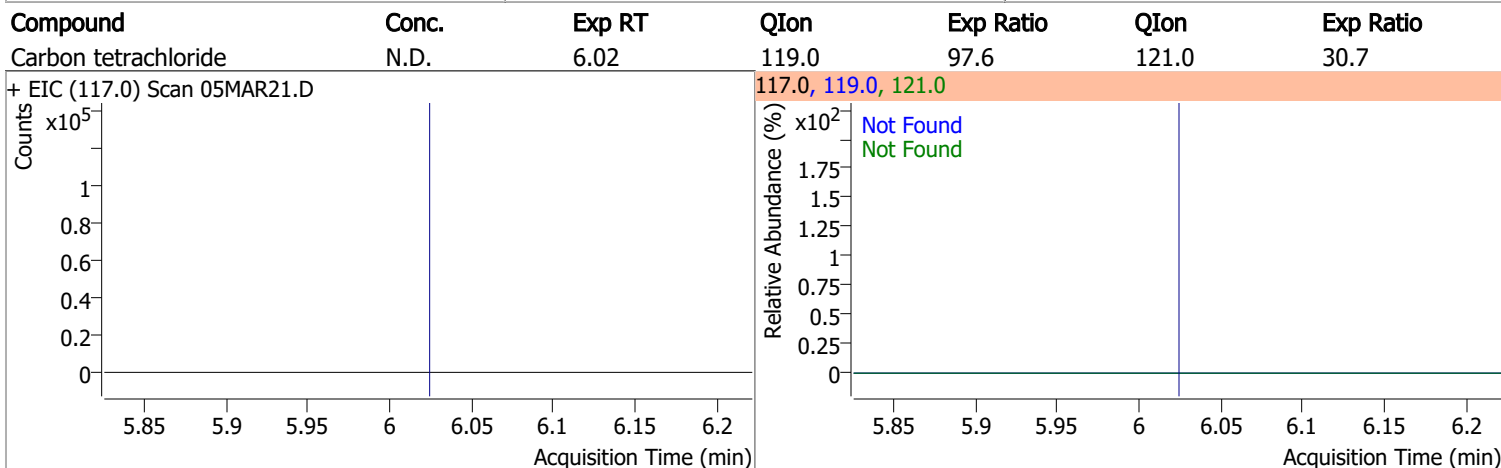 Compound Conc. Exp RT QIon Exp Ratio QIon Exp Ratio
Carbon tetrachloride N.D. 6.02 119.0 97.6 121.0 30.7
+ EIC (117.0) Scan 05MAR21.D
Counts
x10⁵
1
0.8
0.6
0.4
0.2
0
5.85 5.9 5.95 6 6.05 6.1 6.15 6.2
Acquisition Time (min)
117.0, 119.0, 121.0
Relative Abundance (%)
x10²
Not Found
Not Found
1.75
1.5
1.25
1
0.75
0.5
0.25
0
5.85 5.9 5.95 6 6.05 6.1 6.15 6.2
Acquisition Time (min)